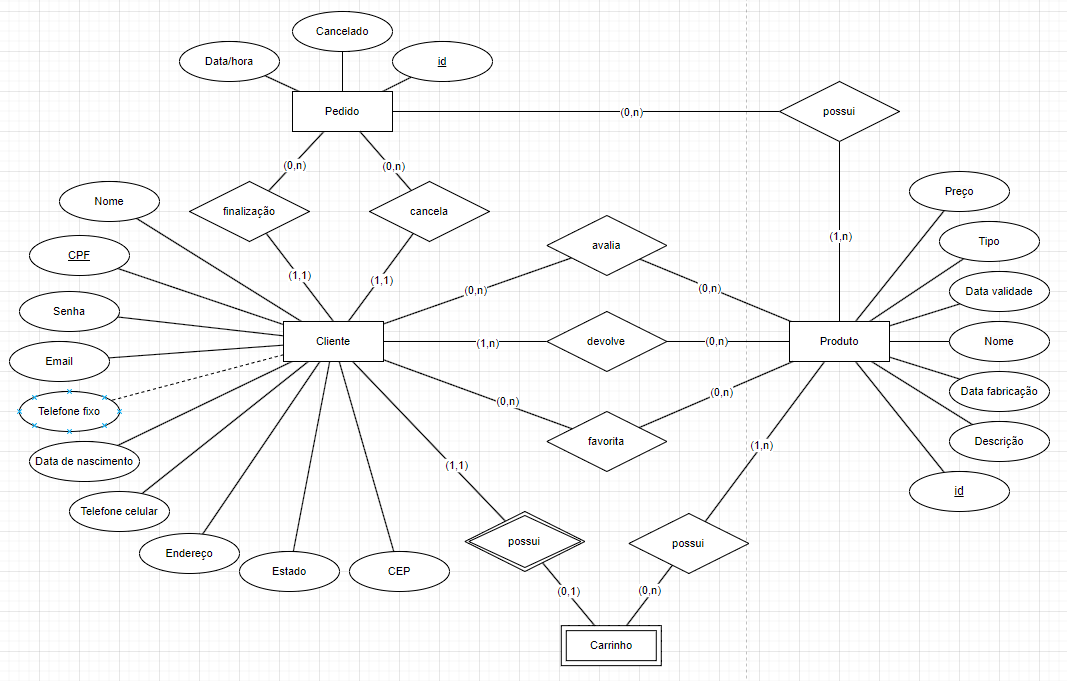 Cancelado
Data/hora
id
Pedido
(0,n)
possui
(0,n)
(0,n)
Nome
finalização
cancela
Preço
CPF
avalia
(1,n)
Tipo
(1,1)
(1,1)
Senha
(0,n)
(0,n)
Data validade
Cliente
(1,n)
devolve
(0,n)
Produto
Nome
Email
Telefone fixo
(0,n)
(0,n)
Data fabricação
Data de nascimento
(1,1)
favorita
(1,n)
Descrição
Telefone celular
id
Endereço
possui
possui
Estado
CEP
(0,1)
(0,n)
Carrinho